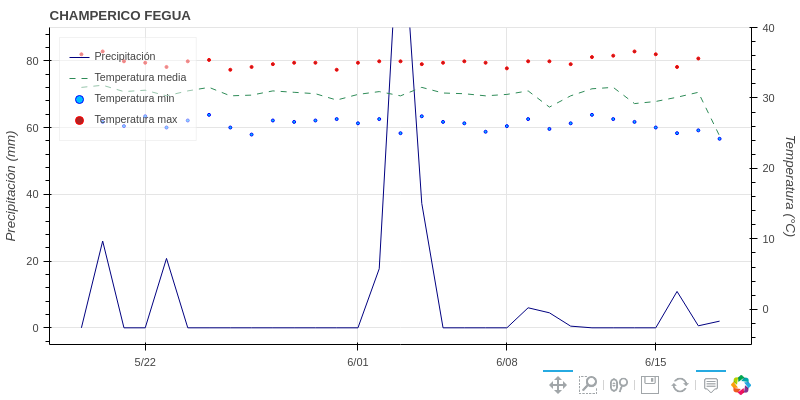 CHAMPERICO FEGUA
Precipitación
Temperatura media
Temperatura min
Temperatura max
Precipitación (mm)
80
60
40
20
0
Temperatura (°C)
40
30
20
10
0
5/22
6/01
6/08
6/15